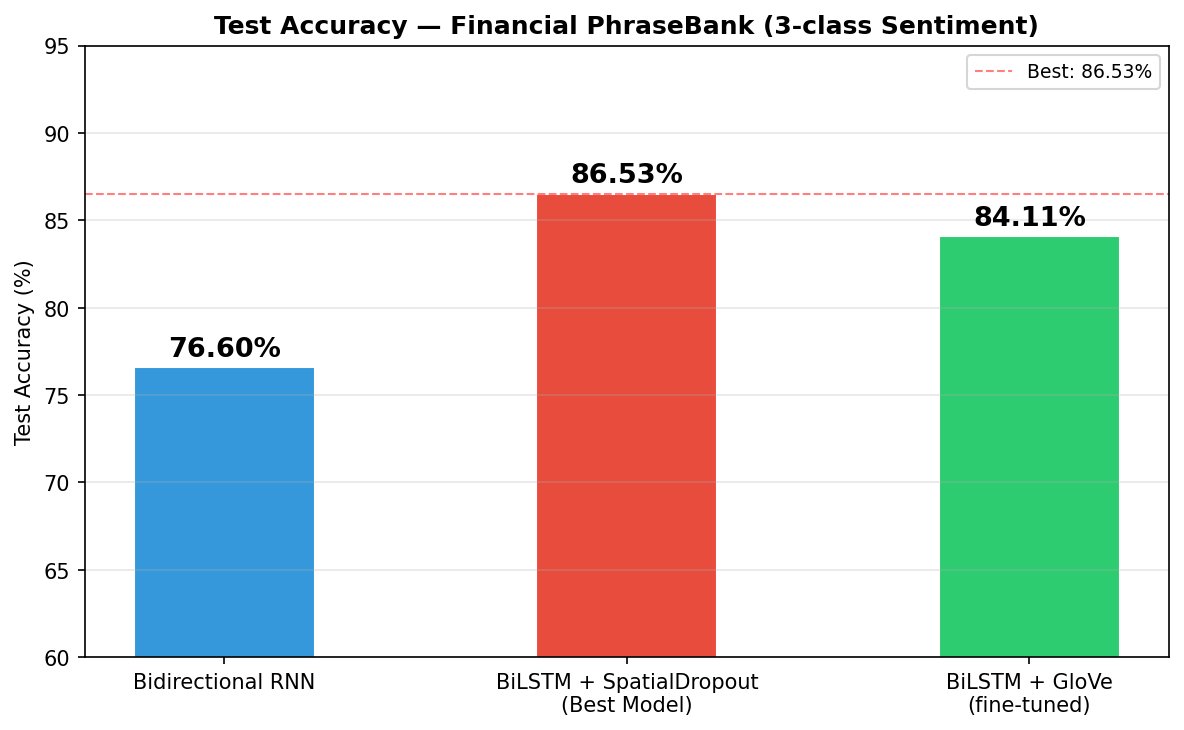 Test Accuracy — Financial PhraseBank (3-class Sentiment)
95
Best: 86.53%
90
86.53%
85
84.11%
80
76.60%
75
70
65
60
Test Accuracy (%)
Bidirectional RNN
BiLSTM + SpatialDropout
(Best Model)
BiLSTM + GloVe
(fine-tuned)